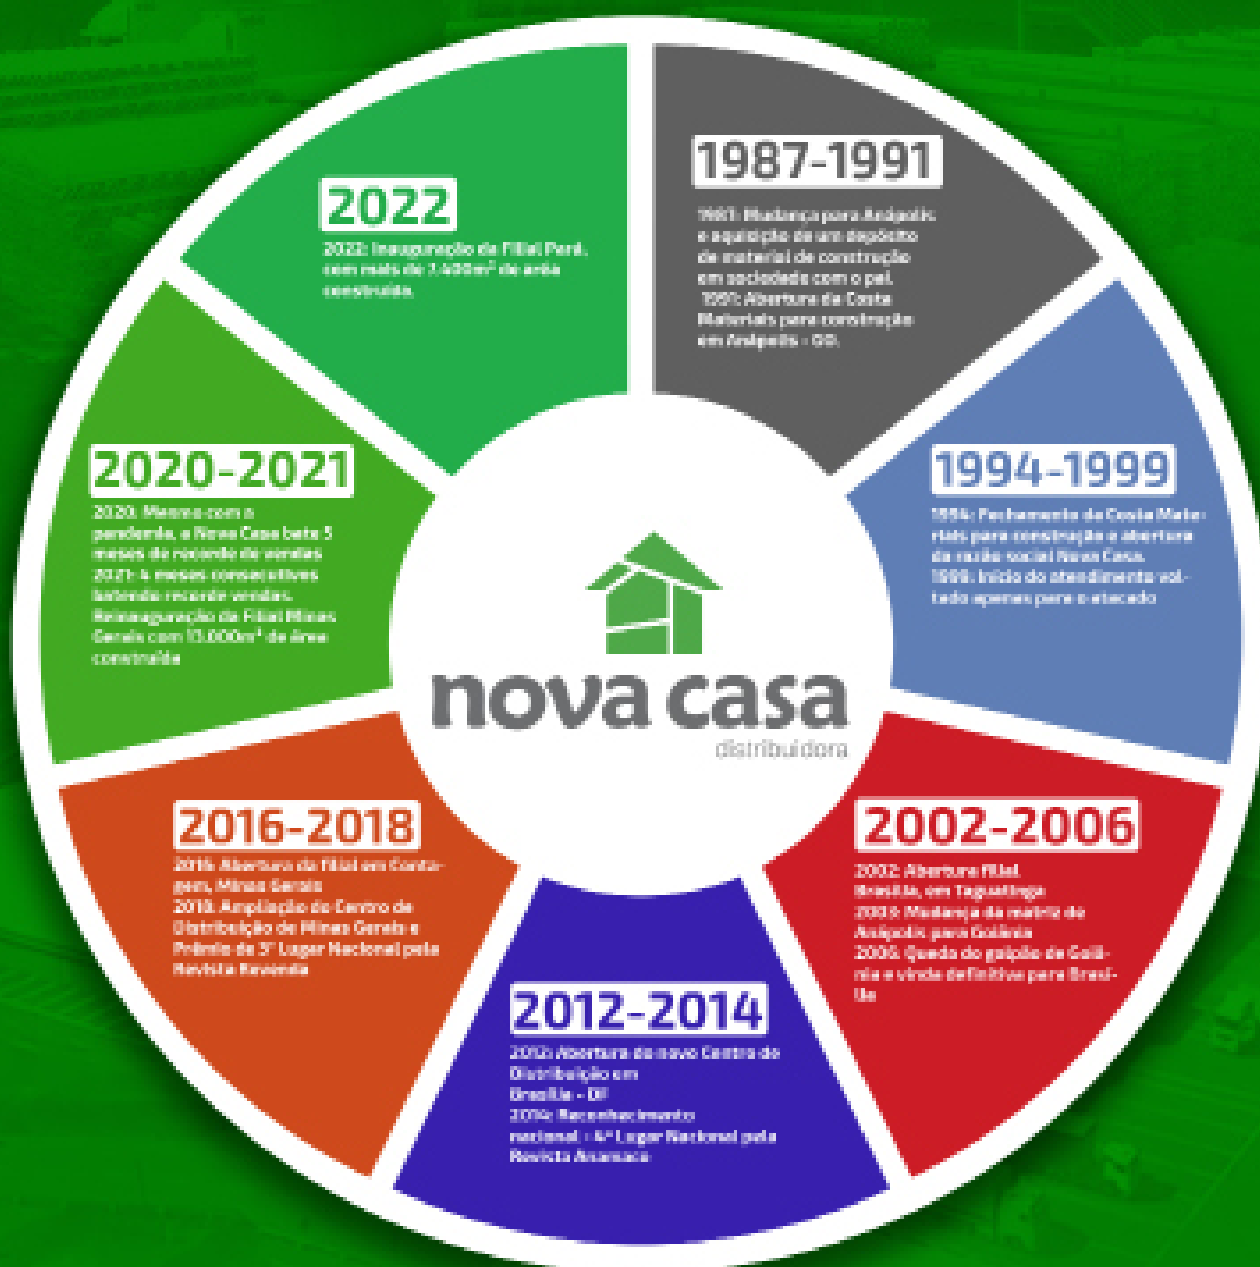 1987-1991
1987: Mudança para Anápolis
e aquisição de um depósito
de material de construção
em sociedade com o pai.
1991: Abertura da Costa
Materiais para construção
em Anápolis - GO.
1994-1999
1994: Fechamento da Costa Mate-
riais para construção e abertura
da razão social Nova Casa.
1999: Início do atendimento vol-
tado apenas para o atacado
2002-2006
2002: Abertura filial
Brasília, em Taguatinga
2003: Mudança da matriz de
Anápolis para Goiânia
2006: Queda do galpão de Goiâ-
nia e vinda definitiva para Brasí-
lia
2012-2014
2012: Abertura do novo Centro de
Distribuição em
Brasília - DF
2014: Reconhecimento
nacional - 4º Lugar Nacional pela
Revista Anamaco
2016-2018
2016: Abertura da filial em Conta-
gem, Minas Gerais
2018: Ampliação do Centro de
Distribuição de Minas Gerais e
Prêmio de 3º Lugar Nacional pela
Revista Revenda
2020-2021
2020: Mesmo com a
pandemia, a Nova Casa bate 5
meses de recorde de vendas
2021: 4 meses consecutivos
batendo recorde vendas.
Reinauguração da Filial Minas
Gerais com 13.000m² de área
construída
2022
2022: Inauguração da Filial Pará,
com mais de 7.400m² de aréa
construída.
nova casa
distribuidora